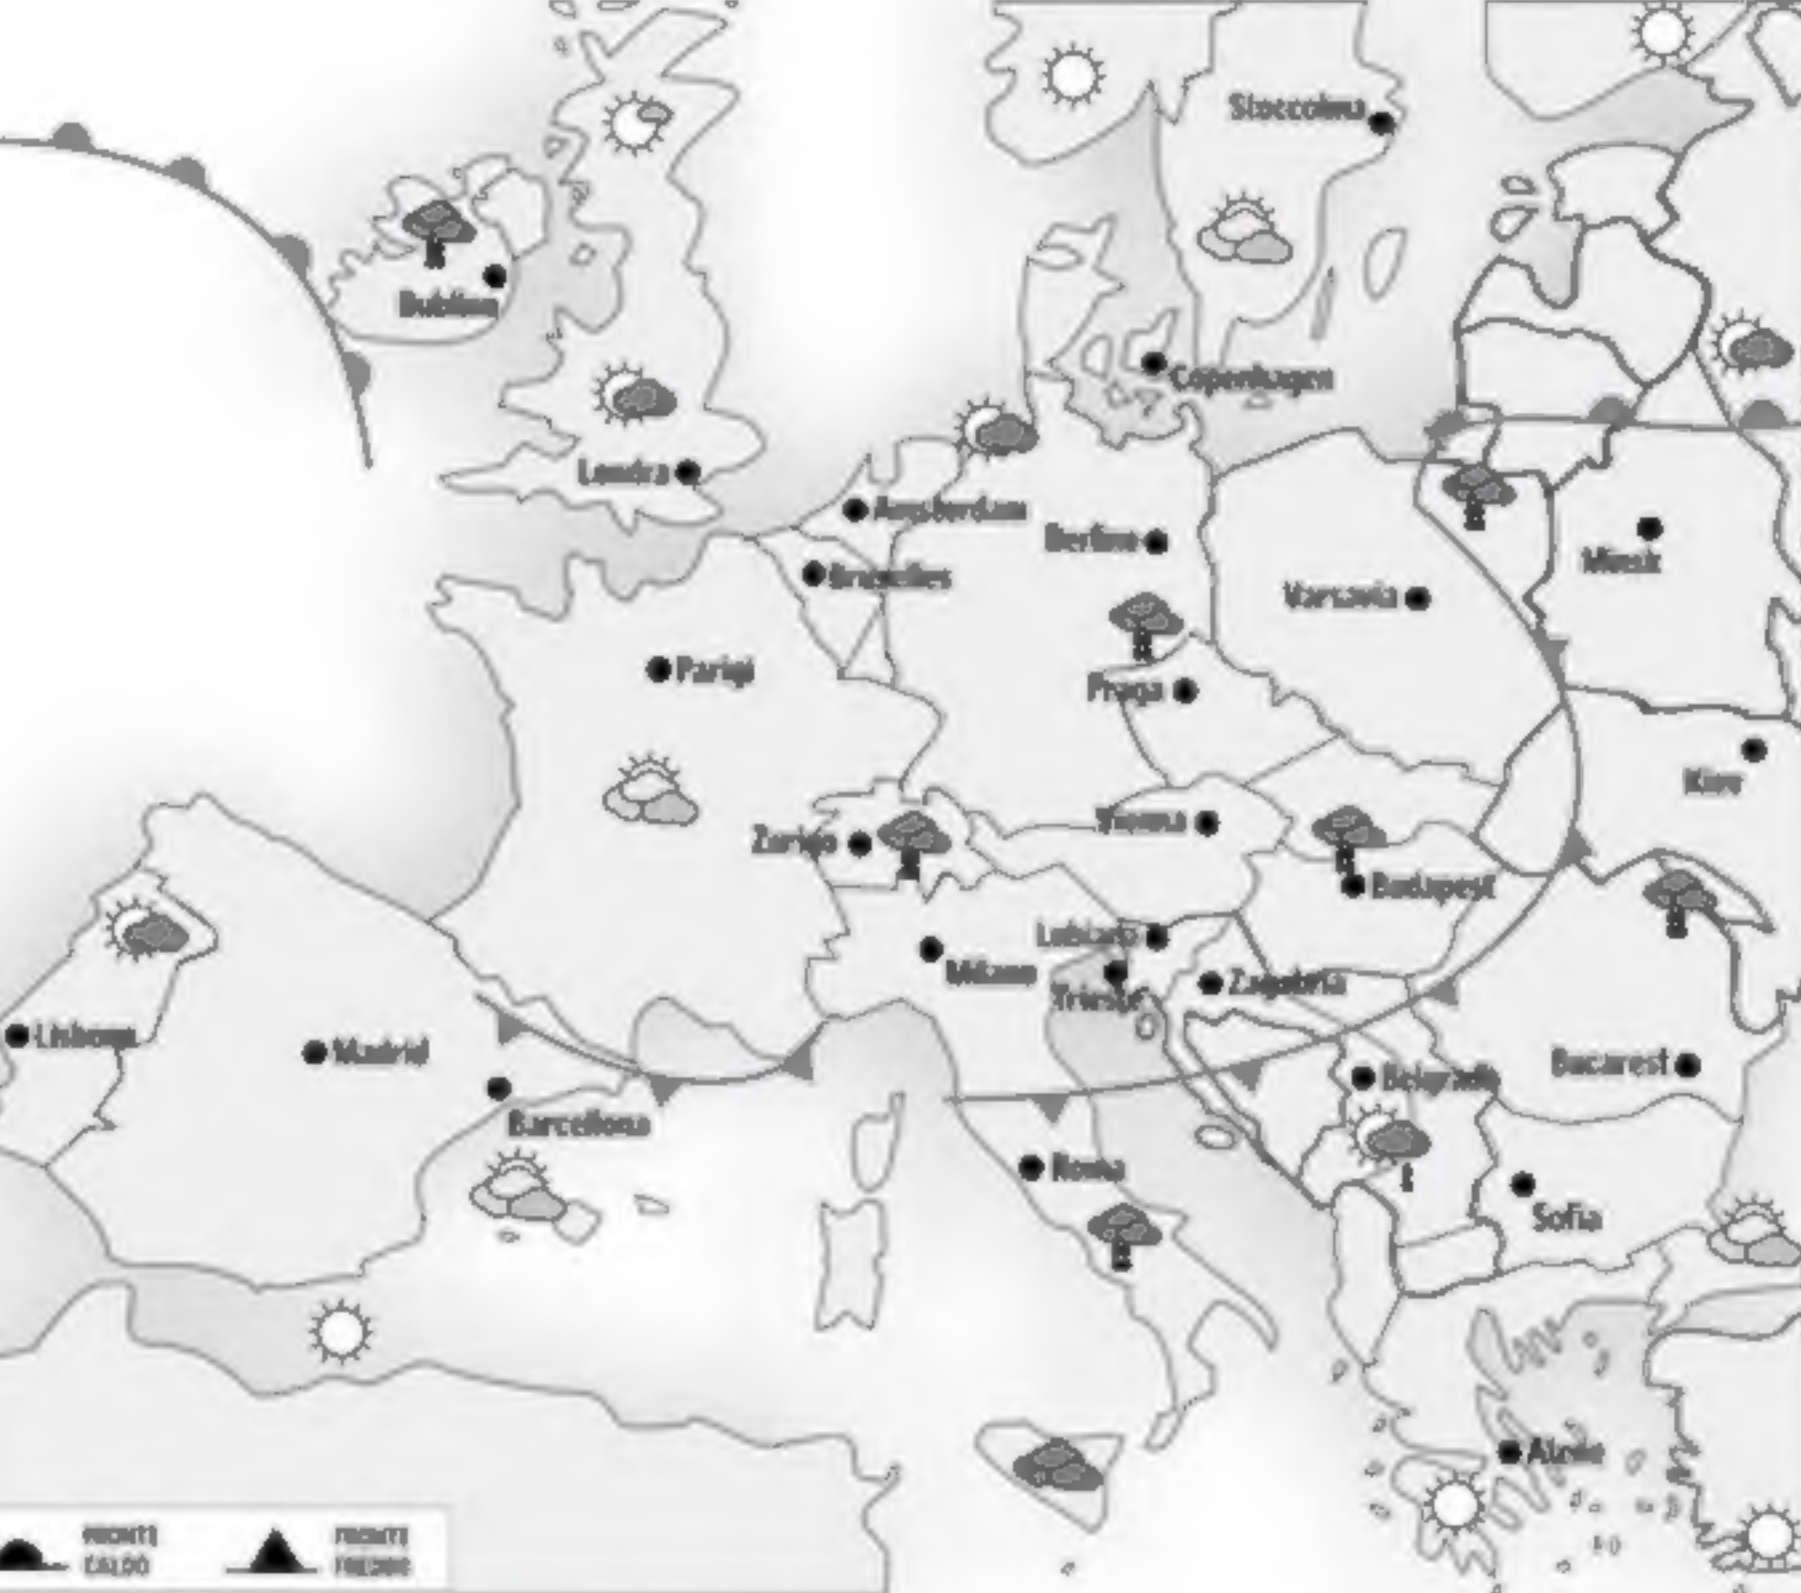 Stoccolma
Dublino
Copenhagen
Londra
Amsterdam
Berlino
Minsk
Bruxelles
Varsavia
Parigi
Praga
Kiev
Vienna
Zurigo
Budapest
Lubiana
Milano
Zagabria
Trieste
Lisbona
Madrid
Bucarest
Belgrado
Barcellona
Roma
Sofia
Atene
FRONTE
CALDO
FRONTE
FREDDO